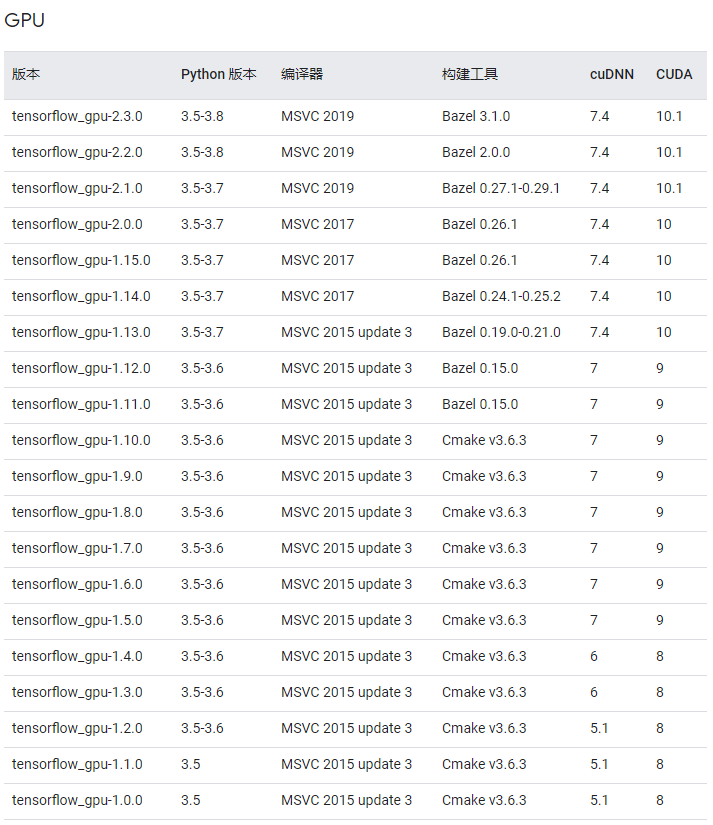 GPU
版本 Python 版本 编译器 构建工具 cuDNN CUDA
tensorflow_gpu-2.3.0 3.5-3.8 MSVC 2019 Bazel 3.1.0 7.4 10.1
tensorflow_gpu-2.2.0 3.5-3.8 MSVC 2019 Bazel 2.0.0 7.4 10.1
tensorflow_gpu-2.1.0 3.5-3.7 MSVC 2019 Bazel 0.27.1-0.29.1 7.4 10.1
tensorflow_gpu-2.0.0 3.5-3.7 MSVC 2017 Bazel 0.26.1 7.4 10
tensorflow_gpu-1.15.0 3.5-3.7 MSVC 2017 Bazel 0.26.1 7.4 10
tensorflow_gpu-1.14.0 3.5-3.7 MSVC 2017 Bazel 0.24.1-0.25.2 7.4 10
tensorflow_gpu-1.13.0 3.5-3.7 MSVC 2015 update 3 Bazel 0.19.0-0.21.0 7.4 10
tensorflow_gpu-1.12.0 3.5-3.6 MSVC 2015 update 3 Bazel 0.15.0 7 9
tensorflow_gpu-1.11.0 3.5-3.6 MSVC 2015 update 3 Bazel 0.15.0 7 9
tensorflow_gpu-1.10.0 3.5-3.6 MSVC 2015 update 3 Cmake v3.6.3 7 9
tensorflow_gpu-1.9.0 3.5-3.6 MSVC 2015 update 3 Cmake v3.6.3 7 9
tensorflow_gpu-1.8.0 3.5-3.6 MSVC 2015 update 3 Cmake v3.6.3 7 9
tensorflow_gpu-1.7.0 3.5-3.6 MSVC 2015 update 3 Cmake v3.6.3 7 9
tensorflow_gpu-1.6.0 3.5-3.6 MSVC 2015 update 3 Cmake v3.6.3 7 9
tensorflow_gpu-1.5.0 3.5-3.6 MSVC 2015 update 3 Cmake v3.6.3 7 9
tensorflow_gpu-1.4.0 3.5-3.6 MSVC 2015 update 3 Cmake v3.6.3 6 8
tensorflow_gpu-1.3.0 3.5-3.6 MSVC 2015 update 3 Cmake v3.6.3 6 8
tensorflow_gpu-1.2.0 3.5-3.6 MSVC 2015 update 3 Cmake v3.6.3 5.1 8
tensorflow_gpu-1.1.0 3.5 MSVC 2015 update 3 Cmake v3.6.3 5.1 8
tensorflow_gpu-1.0.0 3.5 MSVC 2015 update 3 Cmake v3.6.3 5.1 8